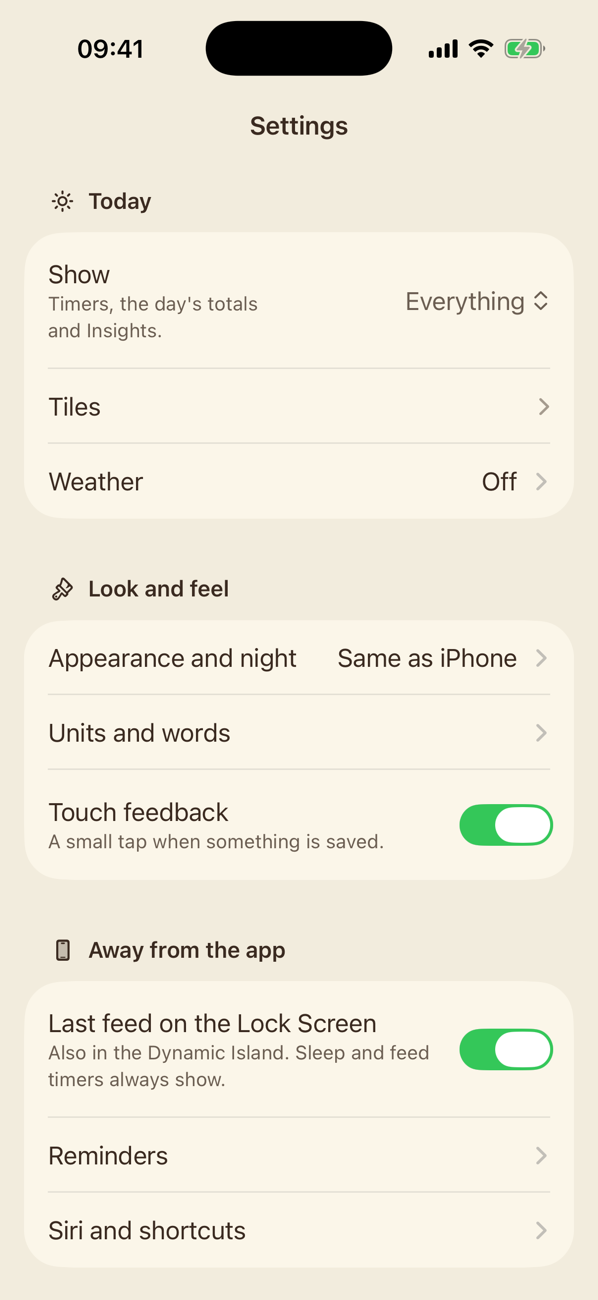 09:41
Settings
Today
Show
Timers, the day's totals
and Insights.
Everything
Tiles
Weather
Off
Look and feel
Appearance and night
Same as iPhone
Units and words
Touch feedback
A small tap when something is saved.
Away from the app
Last feed on the Lock Screen
Also in the Dynamic Island. Sleep and feed
timers always show.
Reminders
Siri and shortcuts